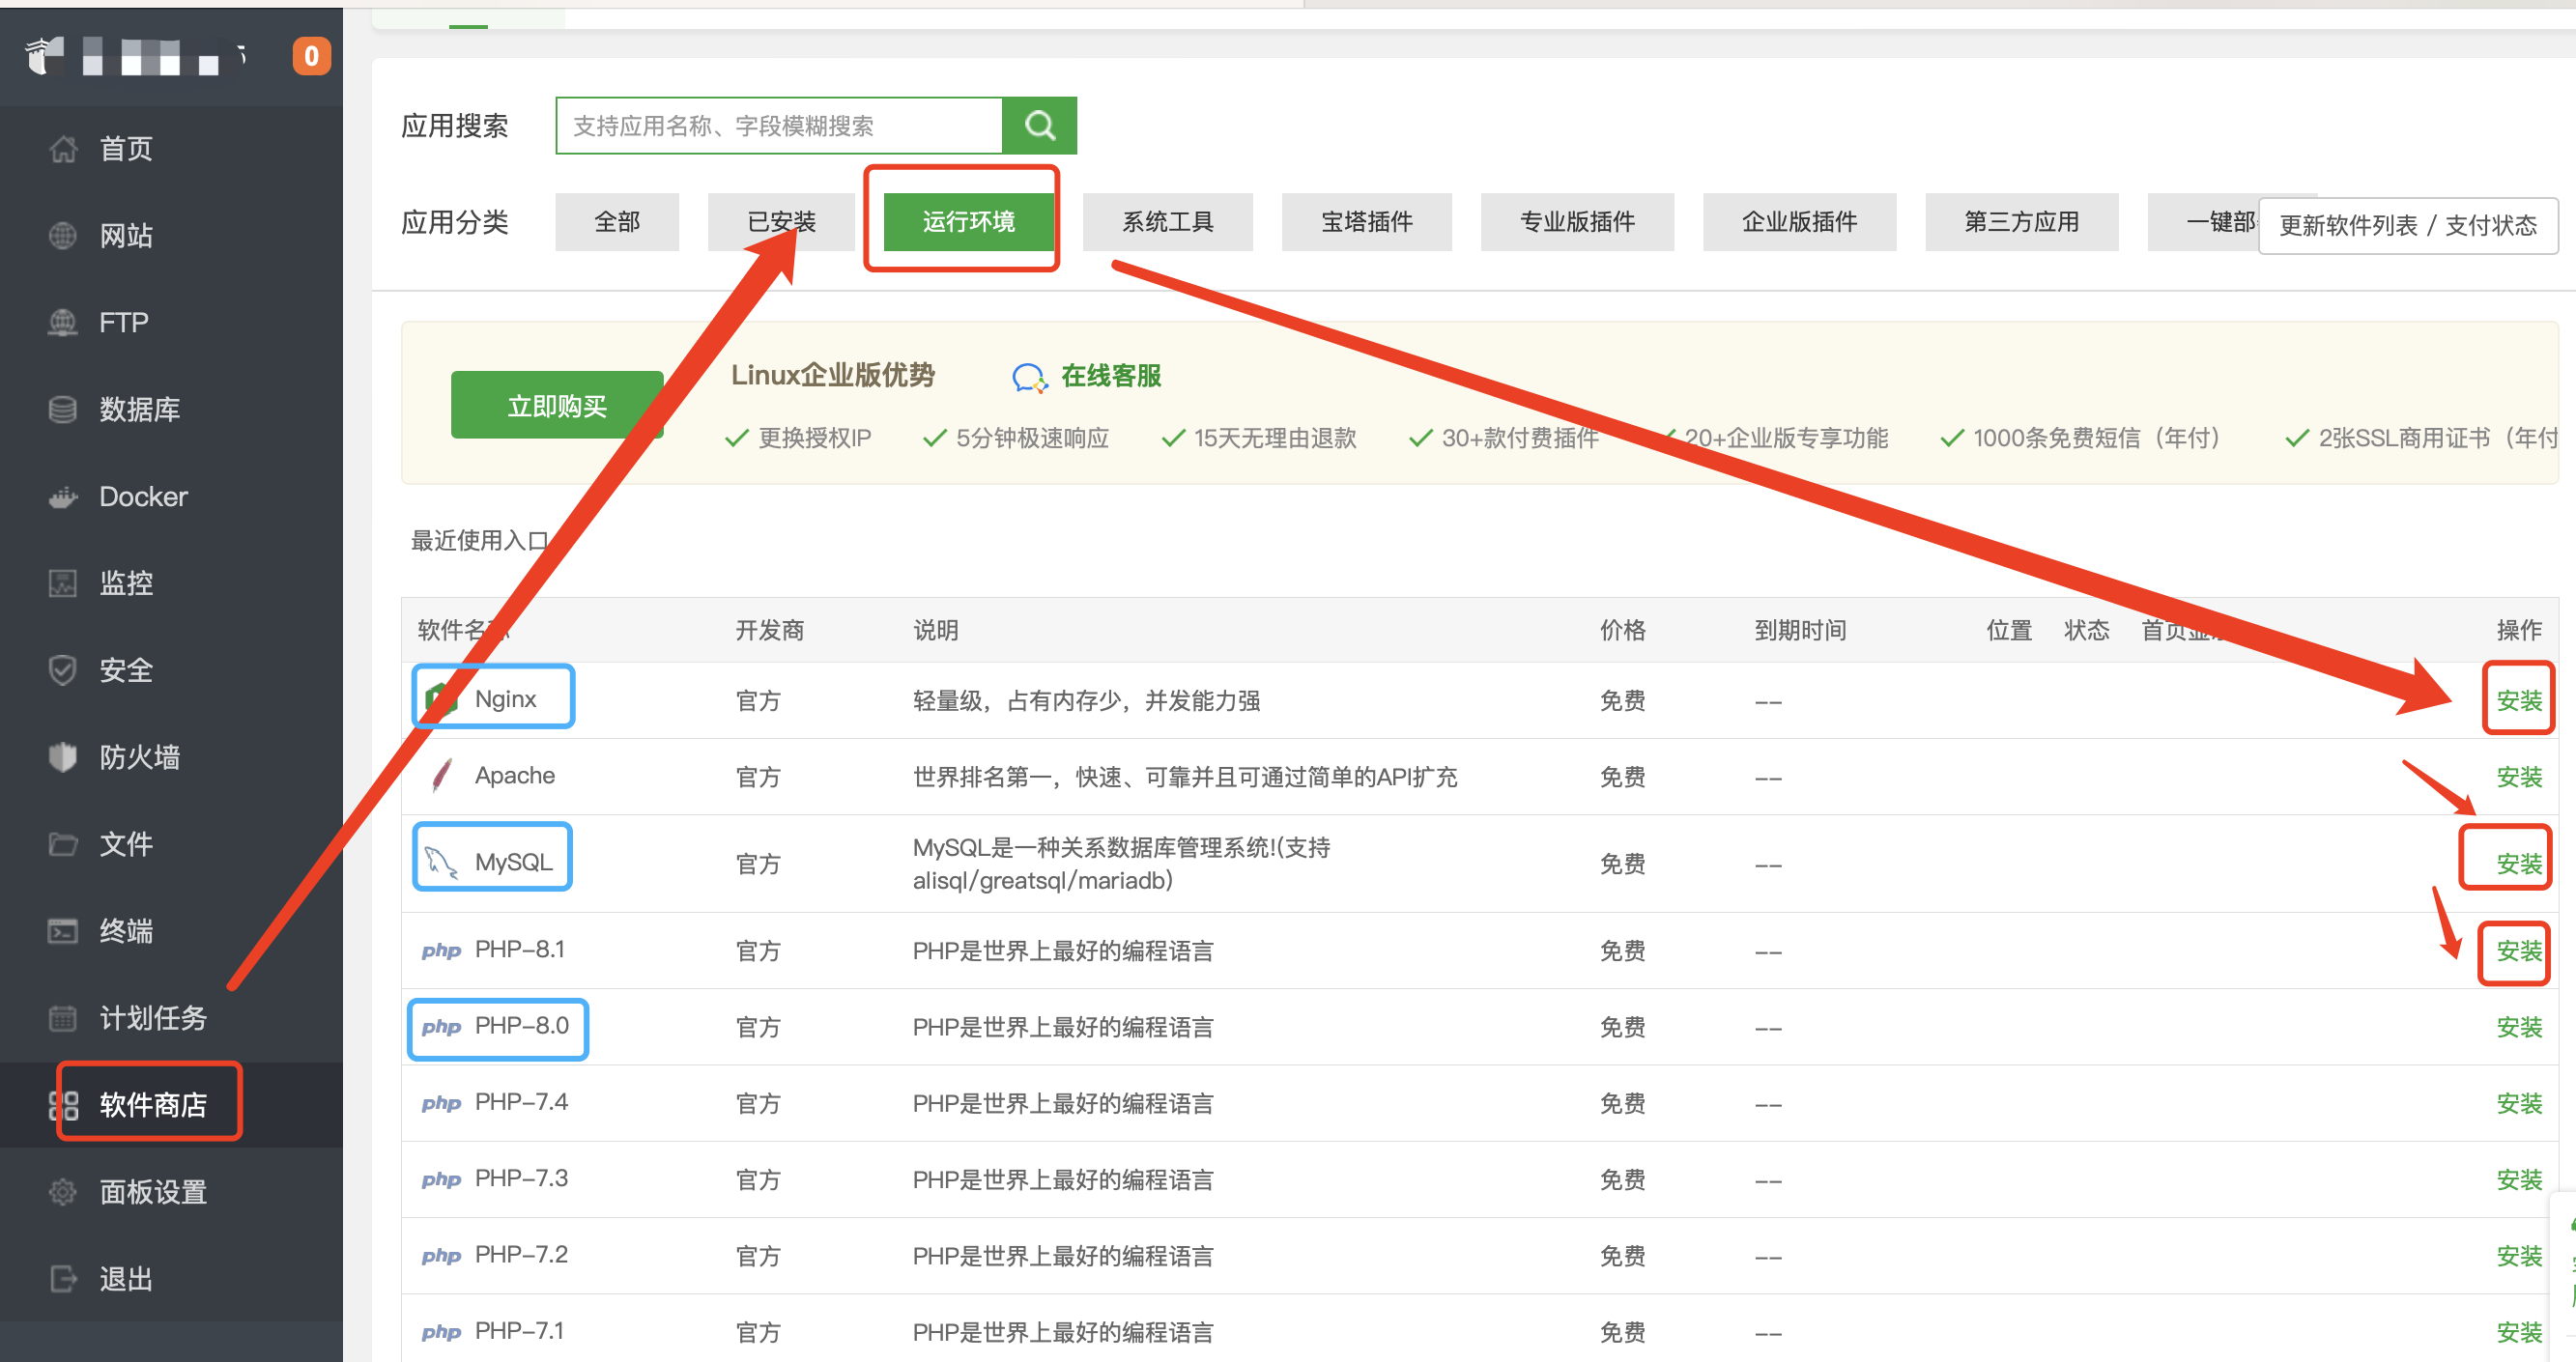 0
首页
网站
FTP
数据库
Docker
监控
安全
防火墙
文件
终端
计划任务
软件商店
面板设置
退出
应用搜索 支持应用名称、字段模糊搜索
应用分类 全部 已安装 运行环境 系统工具 宝塔插件 专业版插件 企业版插件 第三方应用 一键部 更新软件列表 / 支付状态
立即购买
Linux企业版优势 在线客服
更换授权IP 5分钟极速响应 15天无理由退款 30+款付费插件 20+企业版专享功能 1000条免费短信（年付） 2张SSL商用证书（年付
最近使用入口
软件名称 开发商 说明 价格 到期时间 位置 状态 首页显示 操作
Nginx 官方 轻量级，占有内存少，并发能力强 免费 -- 安装
Apache 官方 世界排名第一，快速、可靠并且可通过简单的API扩充 免费 -- 安装
MySQL 官方 MySQL是一种关系数据库管理系统!(支持
alisql/greatsql/mariadb) 免费 -- 安装
php PHP-8.1 官方 PHP是世界上最好的编程语言 免费 -- 安装
php PHP-8.0 官方 PHP是世界上最好的编程语言 免费 -- 安装
php PHP-7.4 官方 PHP是世界上最好的编程语言 免费 -- 安装
php PHP-7.3 官方 PHP是世界上最好的编程语言 免费 -- 安装
php PHP-7.2 官方 PHP是世界上最好的编程语言 免费 -- 安装
php PHP-7.1 官方 PHP是世界上最好的编程语言 免费 -- 安装